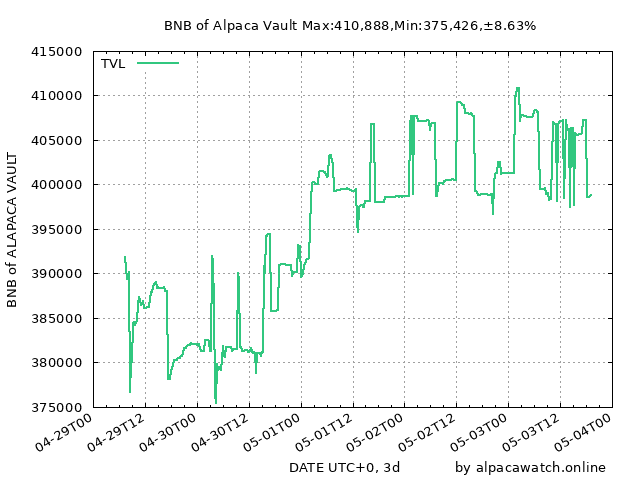 BNB of Alpaca Vault Max:410,888,Min:375,426,±8.63%
TVL
415000
410000
405000
400000
395000
390000
385000
380000
375000
BNB of ALAPACA VAULT
04-29T00
04-29T12
04-30T00
04-30T12
05-01T00
05-01T12
05-02T00
05-02T12
05-03T00
05-03T12
05-04T00
DATE UTC+0, 3d
by alpacawatch.online